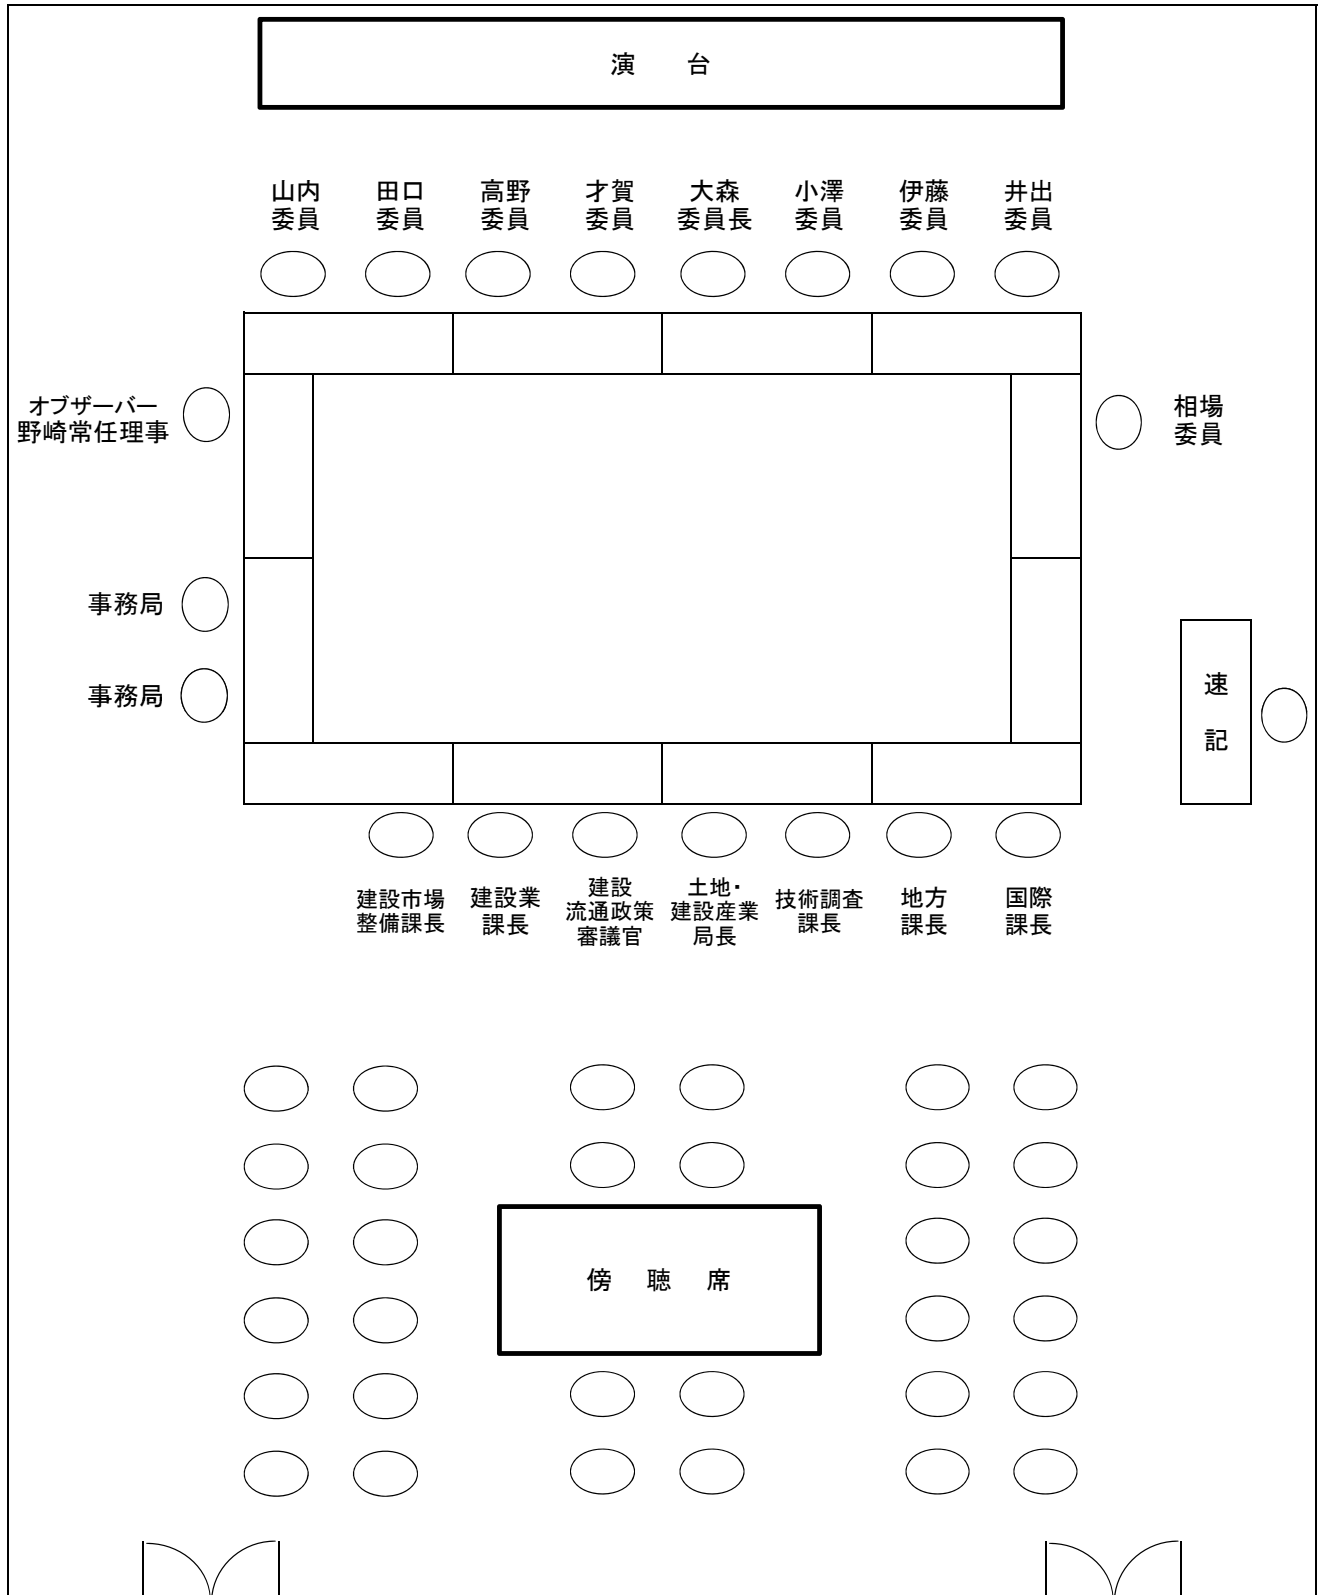 演　台
山内
委員
田口
委員
高野
委員
才賀
委員
大森
委員長
小澤
委員
伊藤
委員
井出
委員
オブザーバー
野崎常任理事
相場
委員
事務局
事務局
速
記
建設市場
整備課長
建設業
課長
建設
流通政策
審議官
土地・
建設産業
局長
技術調査
課長
地方
課長
国際
課長
傍　聴　席